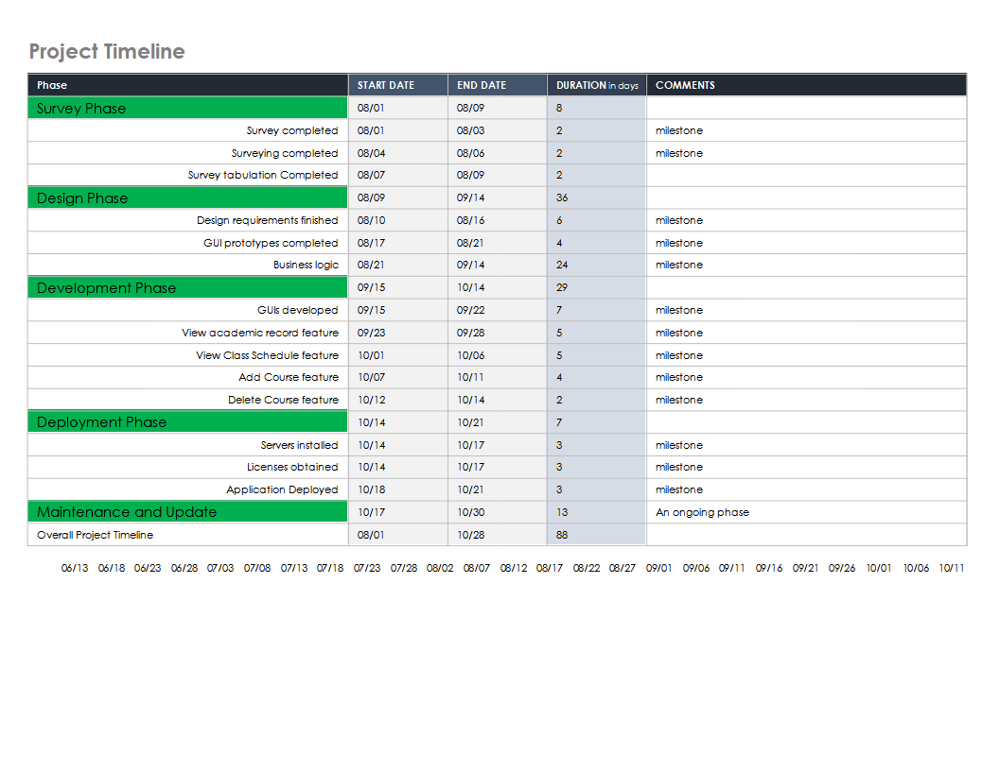 Project Timeline
Phase START DATE END DATE DURATION in days COMMENTS
Survey Phase 08/01 08/09 8
Survey completed 08/01 08/03 2 milestone
Surveying completed 08/04 08/06 2 milestone
Survey tabulation Completed 08/07 08/09 2
Design Phase 08/09 09/14 36
Design requirements finished 08/10 08/16 6 milestone
GUI prototypes completed 08/17 08/21 4 milestone
Business logic 08/21 09/14 24 milestone
Development Phase 09/15 10/14 29
GUIs developed 09/15 09/22 7 milestone
View academic record feature 09/23 09/28 5 milestone
View Class Schedule feature 10/01 10/06 5 milestone
Add Course feature 10/07 10/11 4 milestone
Delete Course feature 10/12 10/14 2 milestone
Deployment Phase 10/14 10/21 7
Servers installed 10/14 10/17 3 milestone
Licenses obtained 10/14 10/17 3 milestone
Application Deployed 10/18 10/21 3 milestone
Maintenance and Update 10/17 10/30 13 An ongoing phase
Overall Project Timeline 08/01 10/28 88
06/13 06/18 06/23 06/28 07/03 07/08 07/13 07/18 07/23 07/28 08/02 08/07 08/12 08/17 08/22 08/27 09/01 09/06 09/11 09/16 09/21 09/26 10/01 10/06 10/11